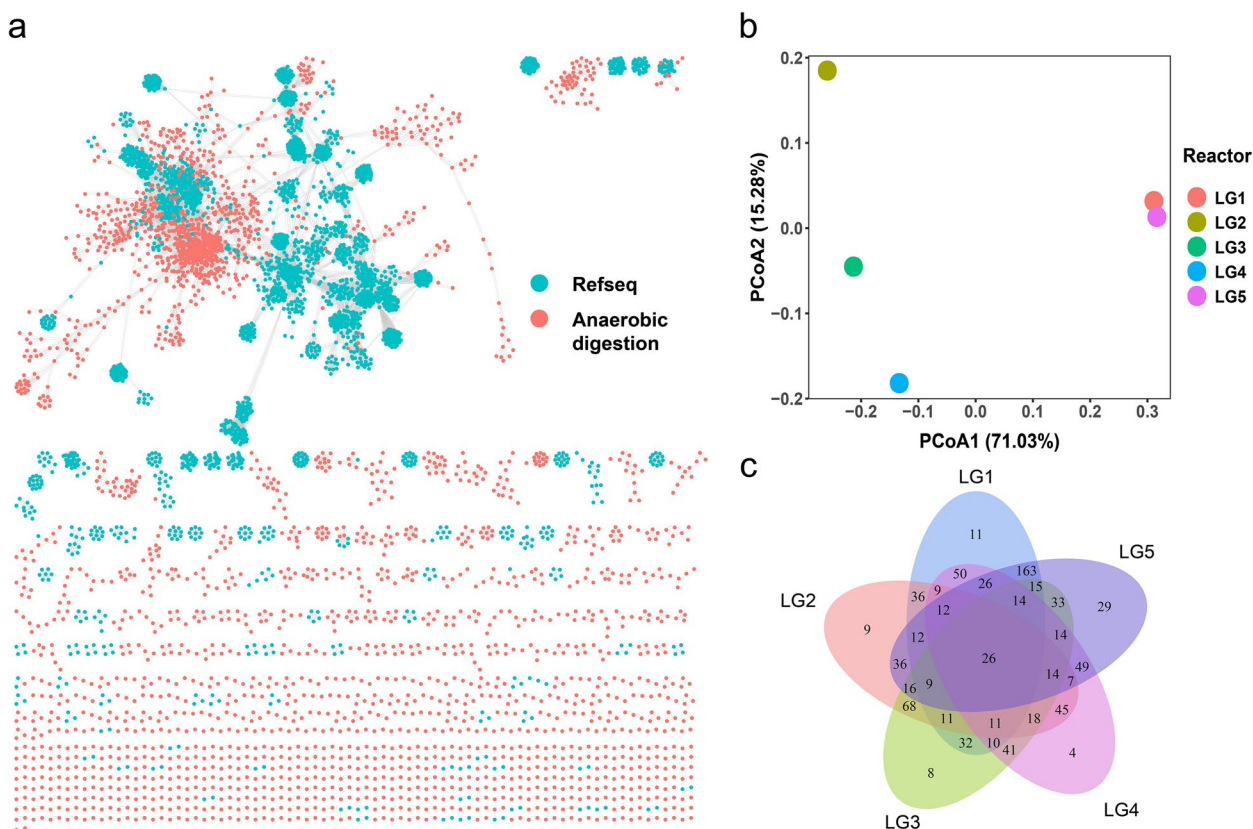 a
Refseq
Anaerobic
digestion
b
0.2
0.1
0.0
−0.1
−0.2
PCoA2 (15.28%)
−0.2
−0.1
0.0
0.1
0.2
0.3
PCoA1 (71.03%)
Reactor
LG1
LG2
LG3
LG4
LG5
c
LG1
LG5
LG2
LG3
LG4
11
50
26
163
15
36
9
12
14
33
29
14
9
12
36
26
49
14
7
16
9
68
45
11
11
18
32
10
41
8
4